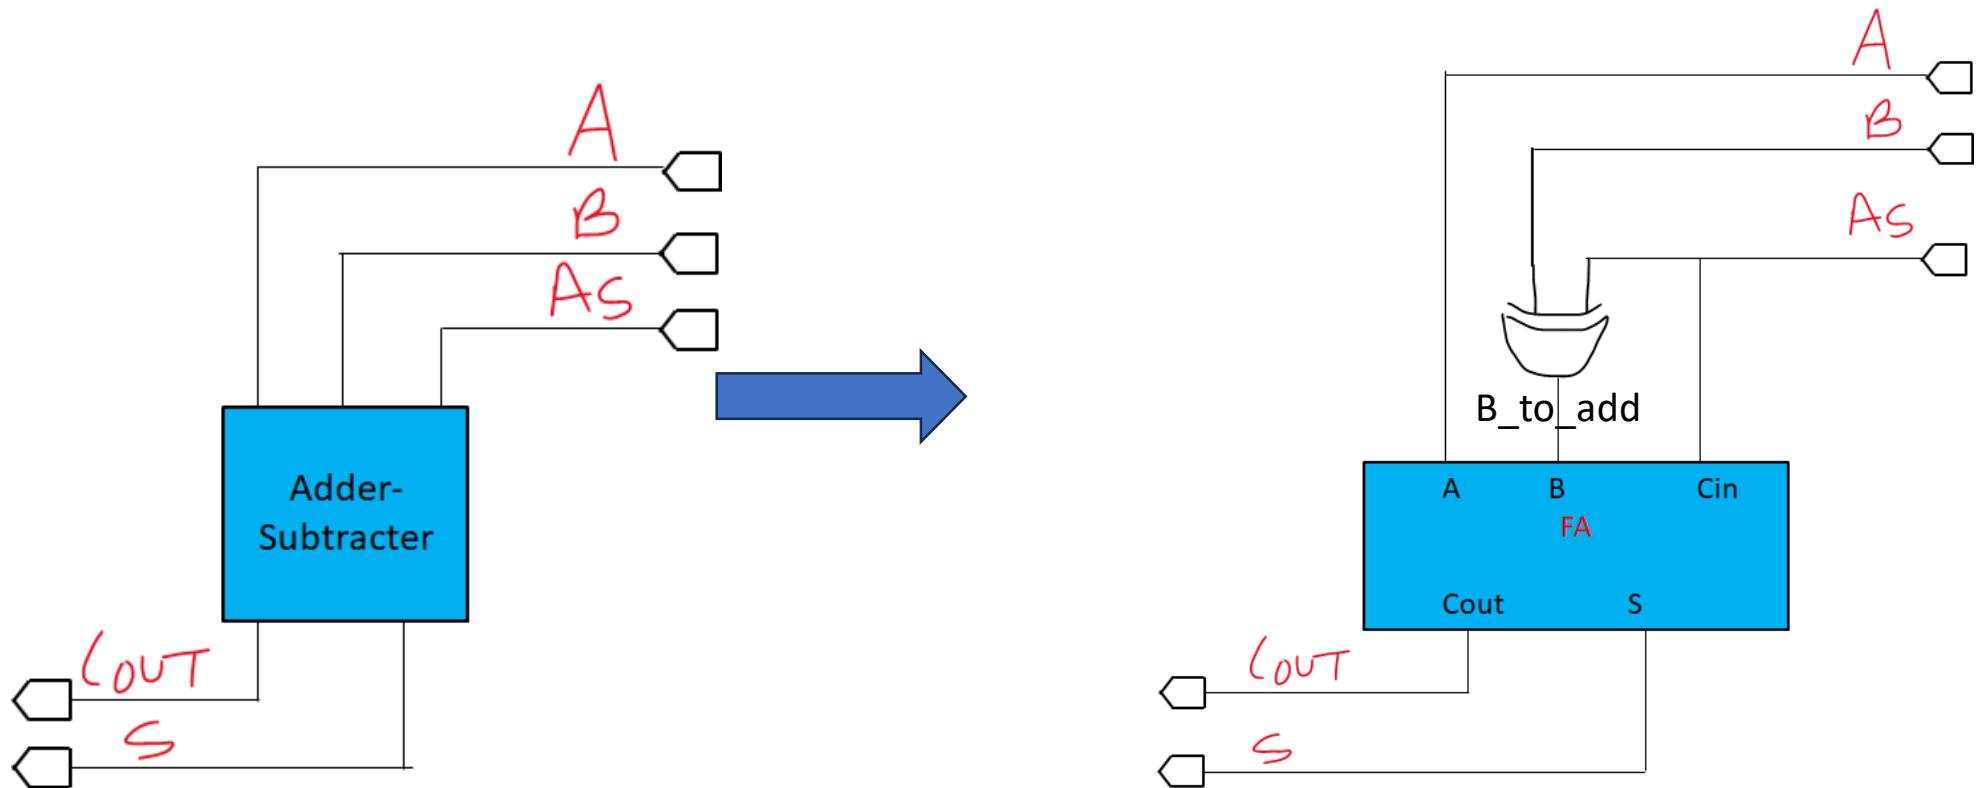 A
B
AS
Adder-
Subtracter
COUT
S
A
B
AS
B_to_add
A B Cin
FA
Cout S
COUT
S